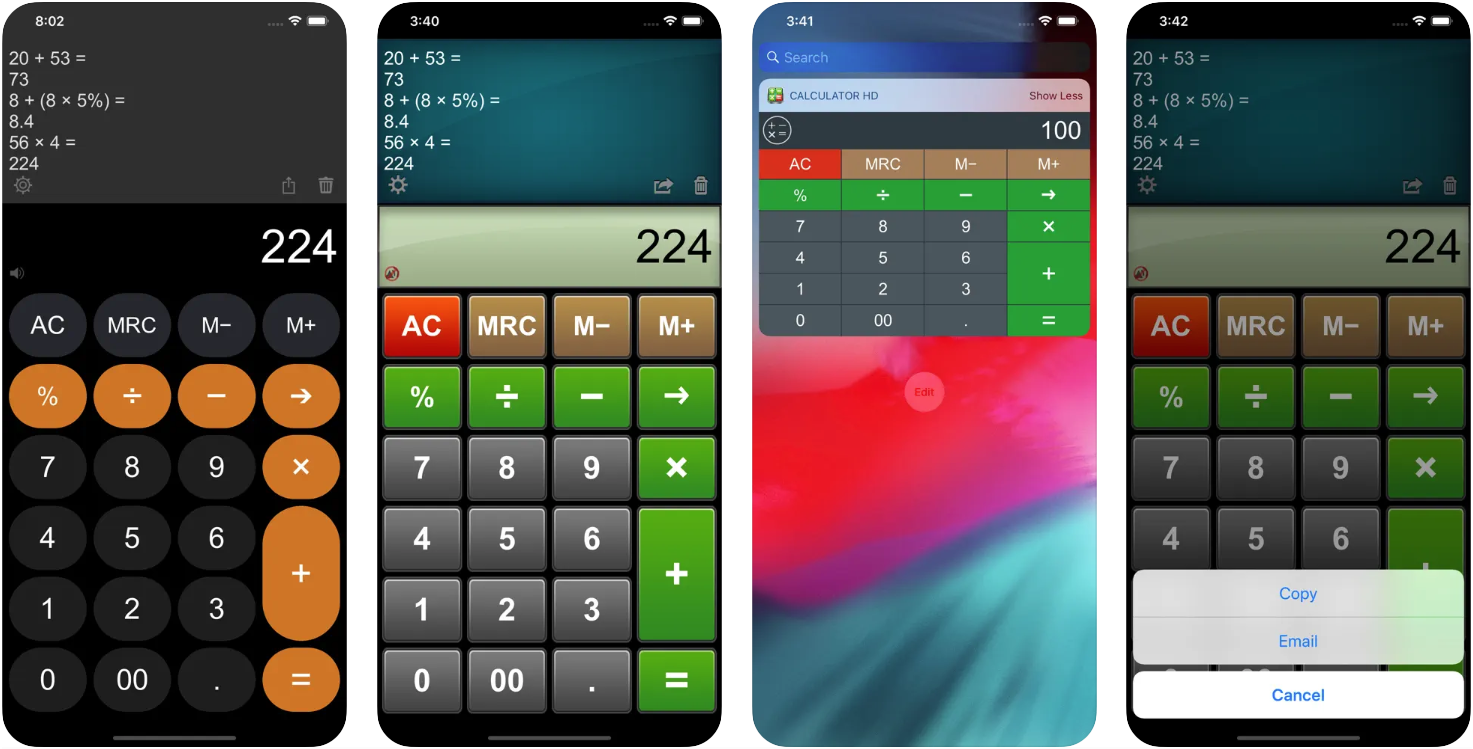 8:02
20 + 53 =
73
8 + (8 × 5%) =
8.4
56 × 4 =
224
224
AC MRC M− M+
% ÷ − →
7 8 9 ×
4 5 6
+
1 2 3
0 00 . =
3:40
20 + 53 =
73
8 + (8 × 5%) =
8.4
56 × 4 =
224
224
AC MRC M− M+
% ÷ − →
7 8 9 ×
4 5 6
+
1 2 3
0 00 . =
3:41
Search
CALCULATOR HD Show Less
100
AC MRC M− M+
% ÷ − →
7 8 9 ×
4 5 6
+
1 2 3
0 00 . =
Edit
3:42
20 + 53 =
73
8 + (8 × 5%) =
8.4
56 × 4 =
224
224
AC MRC M− M+
% ÷ − →
7 8 9 ×
4 5 6
Copy
Email
Cancel